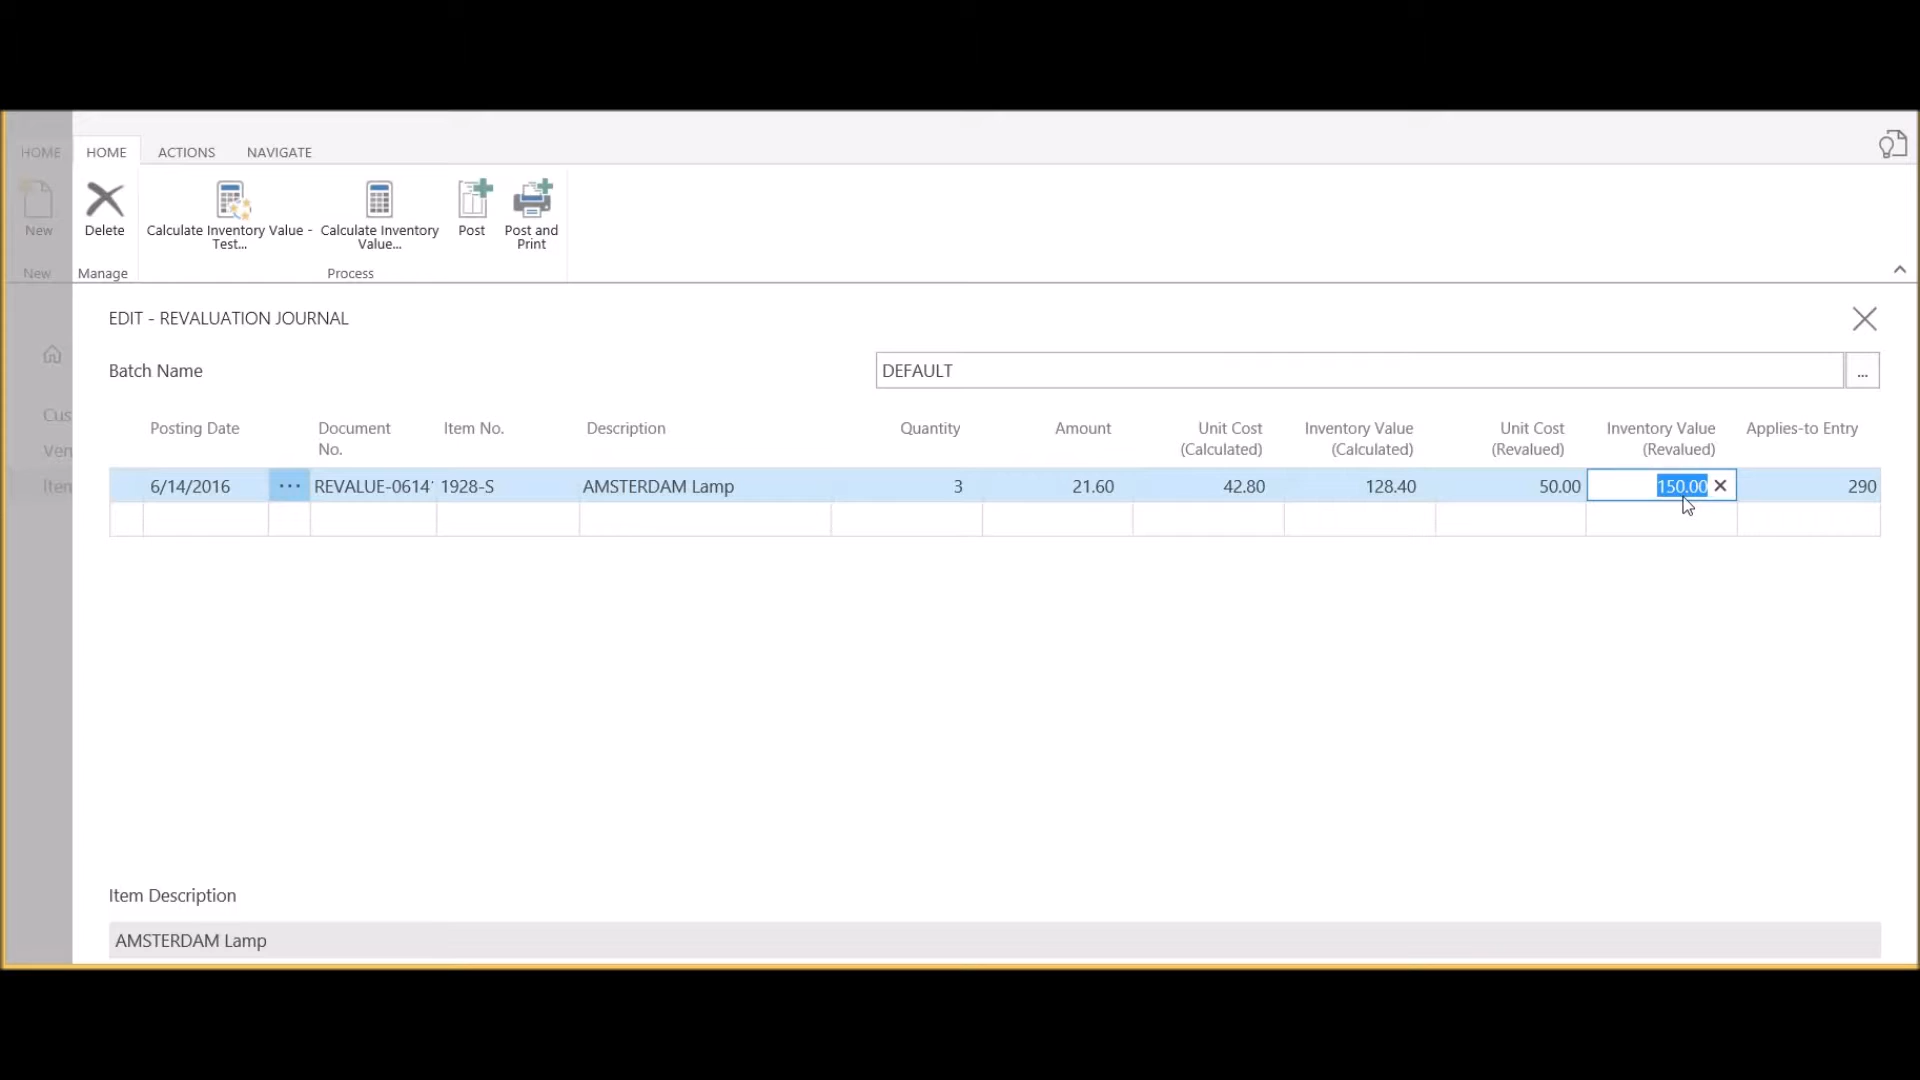 HOME HOME ACTIONS NAVIGATE
New Delete Calculate Inventory Value - Test... Calculate Inventory Value... Post Post and Print
New Manage Process
EDIT - REVALUATION JOURNAL
Batch Name DEFAULT ...
Cus
Posting Date Document No. Item No. Description Quantity Amount Unit Cost (Calculated) Inventory Value (Calculated) Unit Cost (Revalued) Inventory Value (Revalued) Applies-to Entry
Ven
Iten 6/14/2016 ... REVALUE-0614 1928-S AMSTERDAM Lamp 3 21.60 42.80 128.40 50.00 150.00 290
Item Description
AMSTERDAM Lamp